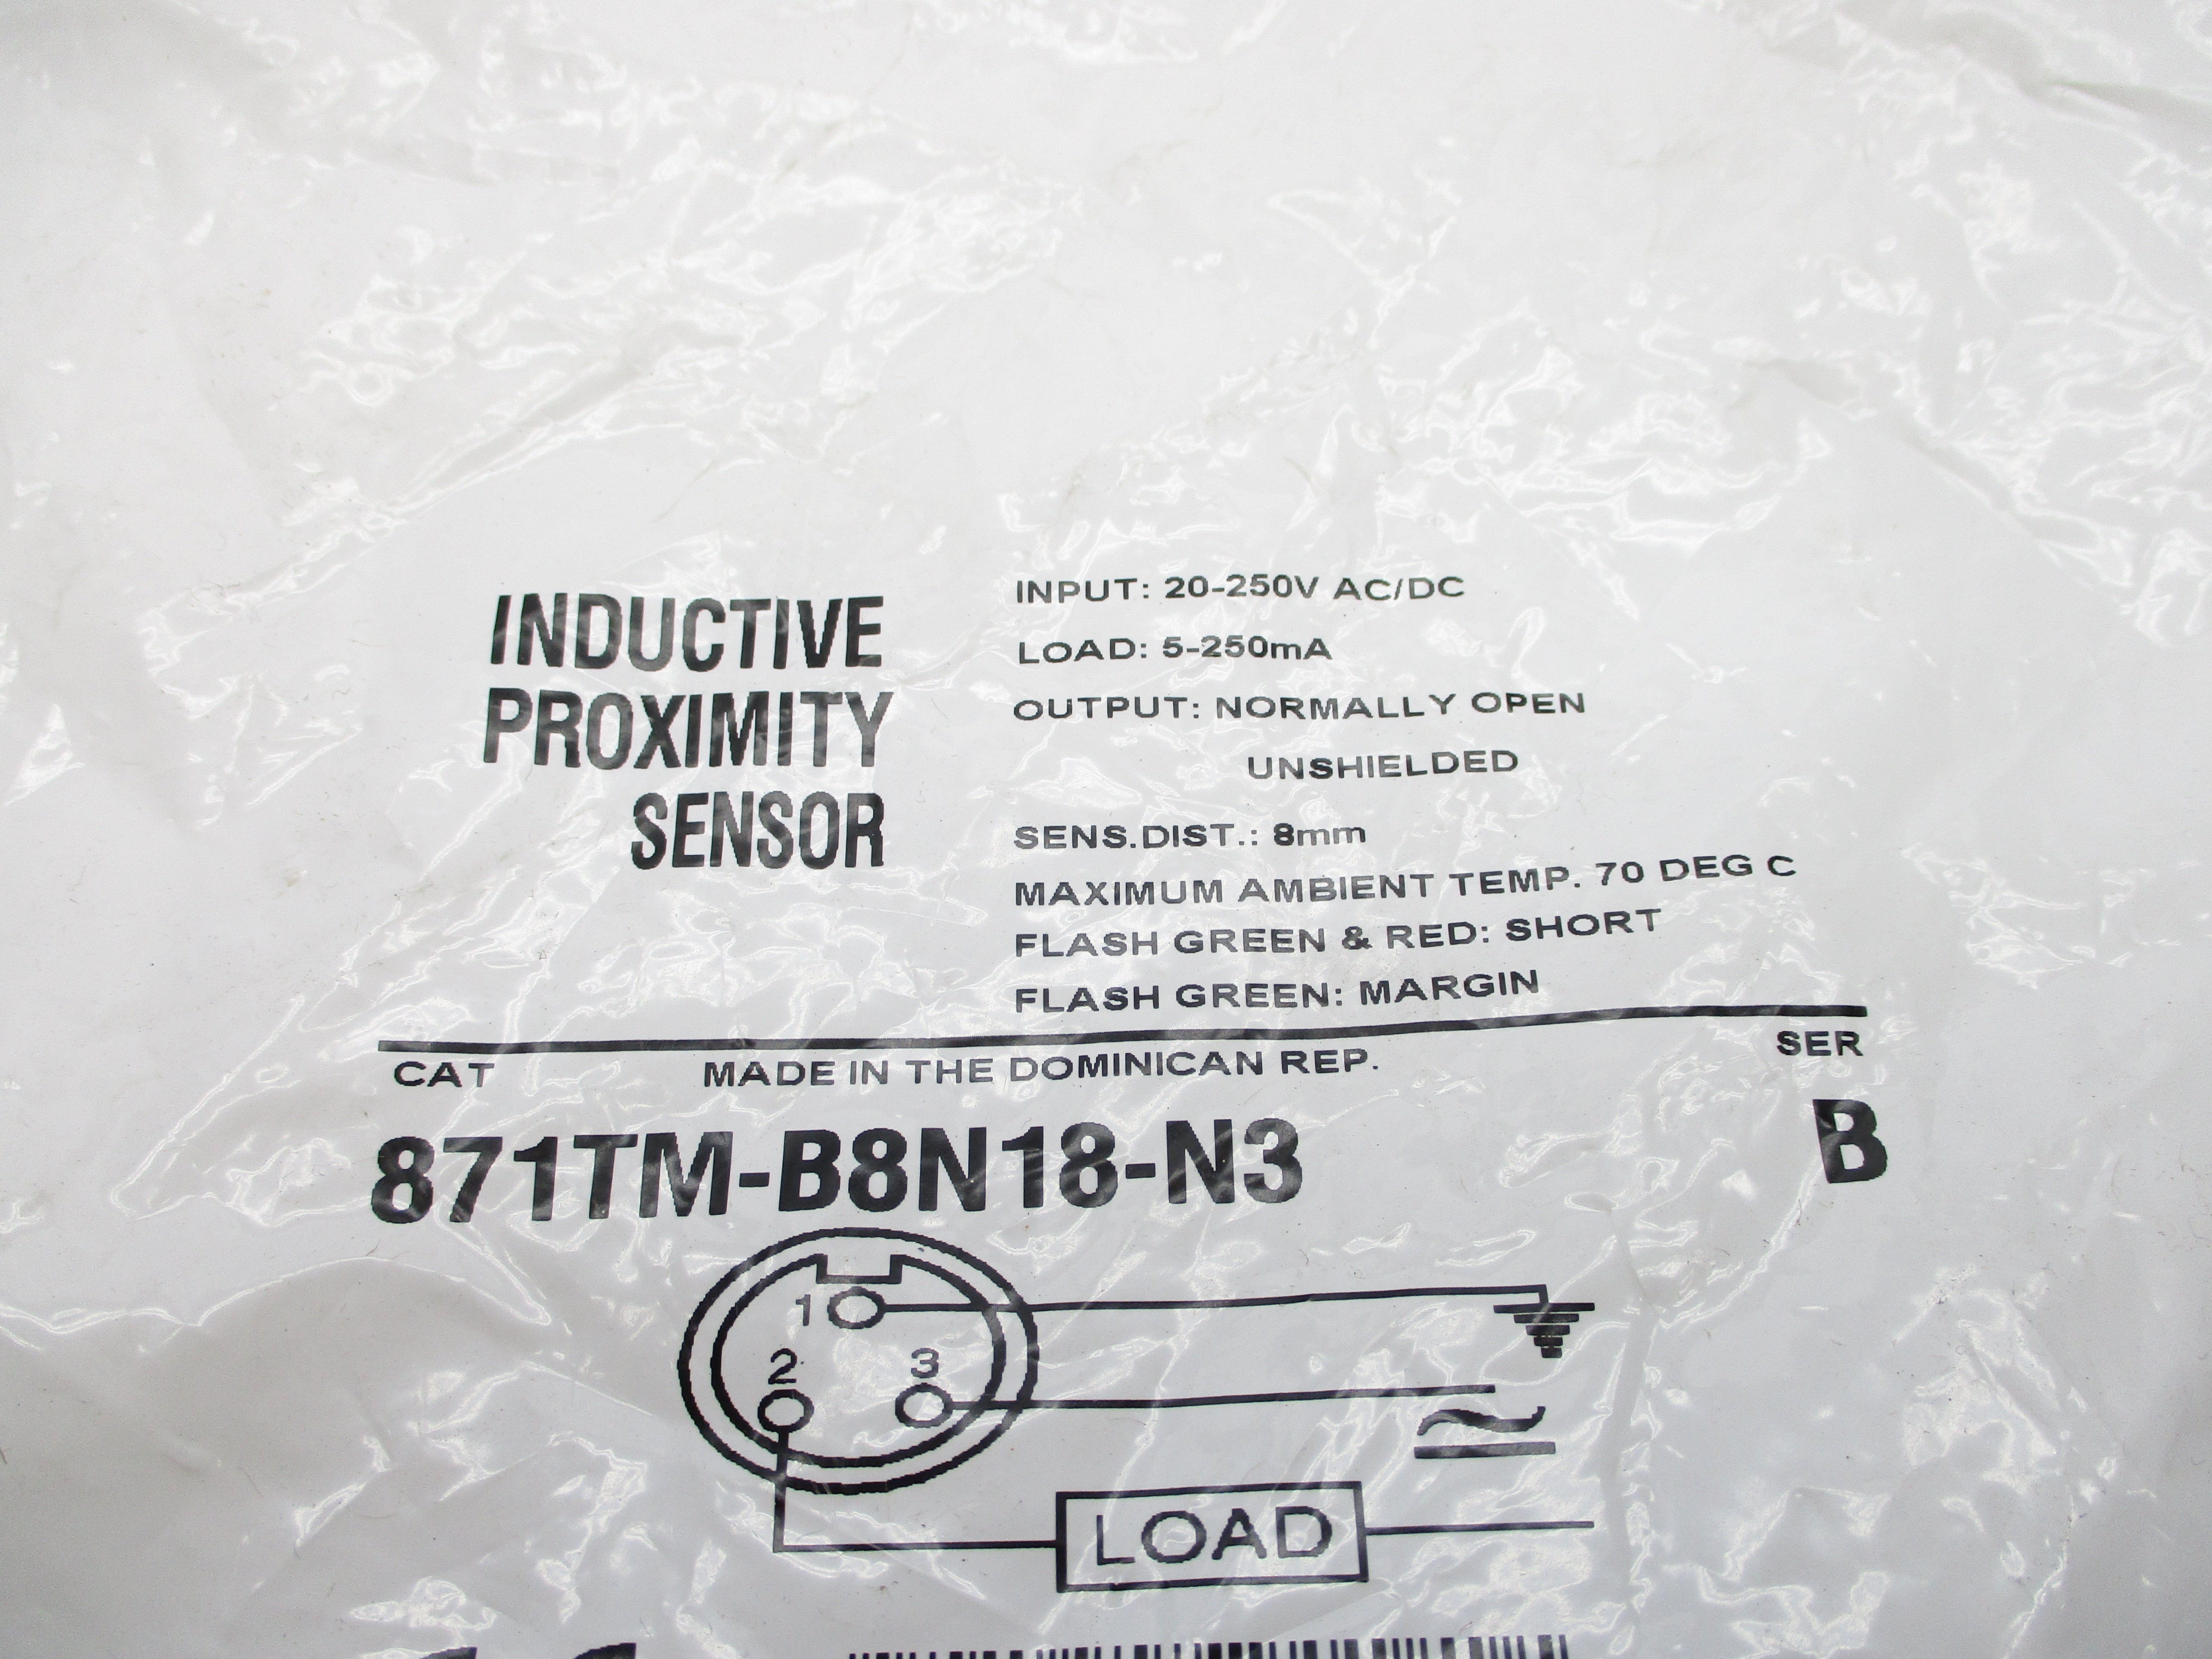 INDUCTIVE
PROXIMITY
SENSOR
INPUT: 20-250V AC/DC
LOAD: 5-250mA
OUTPUT: NORMALLY OPEN
UNSHIELDED
SENS.DIST.: 8mm
MAXIMUM AMBIENT TEMP. 70 DEG C
FLASH GREEN & RED: SHORT
FLASH GREEN: MARGIN
CAT MADE IN THE DOMINICAN REP. SER
871TM-B8N18-N3 B
1
2 3
LOAD